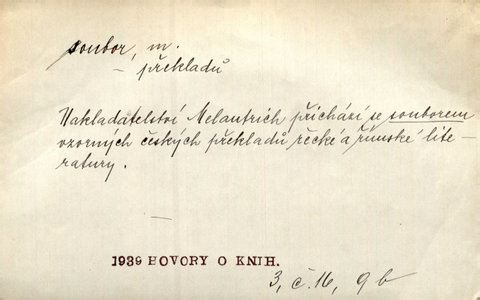 soubor, m.
– překladů
Nakladatelství Melantrich přichází se souborem
vzorných českých překladů řecké a římské lite-
ratury.
—
1939 HOVORY O KNIH.
3, č. 16, 9 b